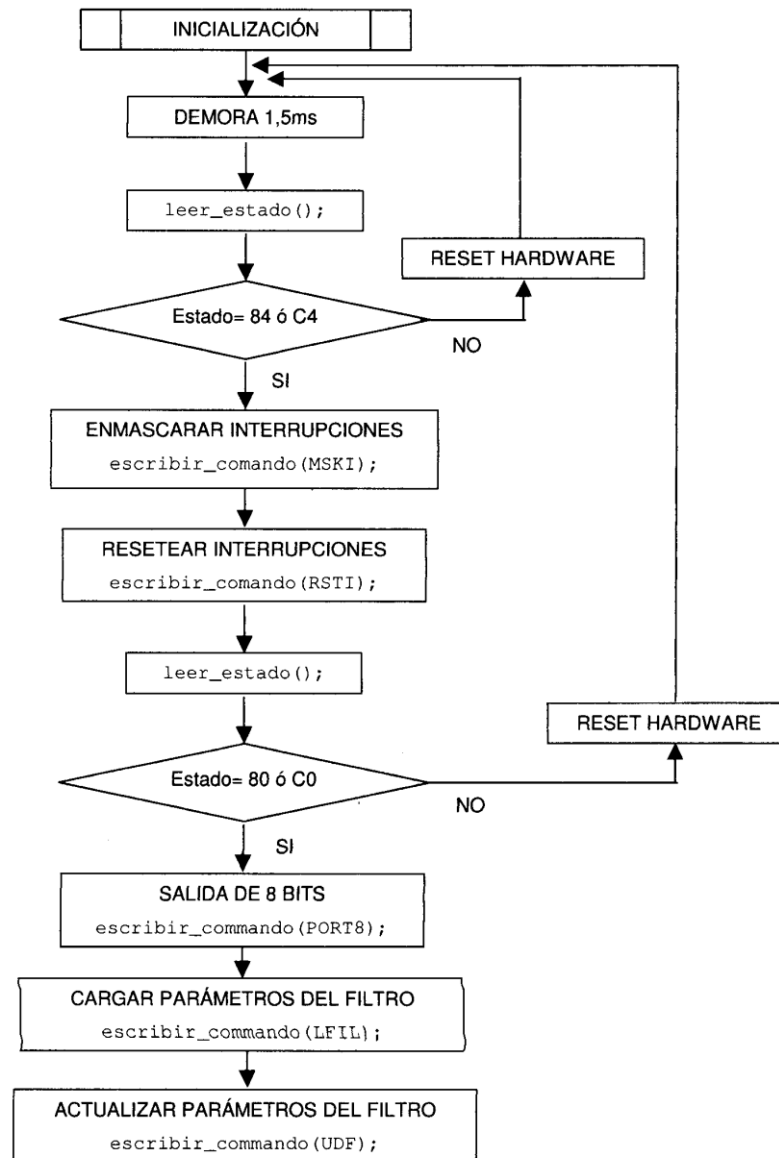 INICIALIZACIÓN
DEMORA 1,5ms
leer_estado();
RESET HARDWARE
Estado= 84 ó C4
NO
SI
ENMASCARAR INTERRUPCIONES
escribir_comando(MSKI);
RESETEAR INTERRUPCIONES
escribir_comando(RSTI);
leer_estado();
RESET HARDWARE
Estado= 80 ó C0
NO
SI
SALIDA DE 8 BITS
escribir_commando(PORT8);
CARGAR PARÁMETROS DEL FILTRO
escribir_commando(LFIL);
ACTUALIZAR PARÁMETROS DEL FILTRO
escribir_commando(UDF);